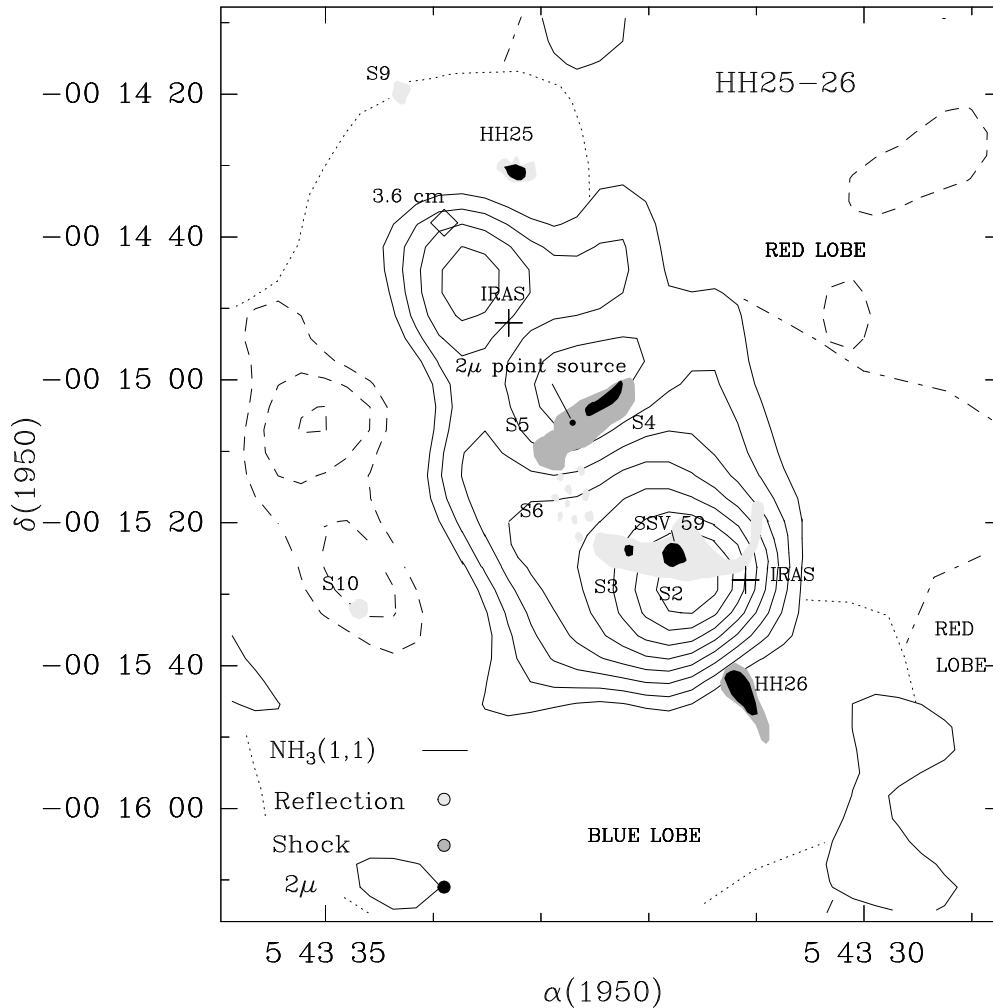 S9
−00 14 20
HH25−26
HH25
3.6 cm
−00 14 40
RED LOBE
IRAS
2μ point source
−00 15 00
S5
S4
δ(1950)
S6
−00 15 20
SSV 59
S10
S3
S2
IRAS
RED
LOBE
−00 15 40
HH26
NH₃(1,1)
Reflection
−00 16 00
Shock
BLUE LOBE
2μ
5 43 35
5 43 30
α(1950)